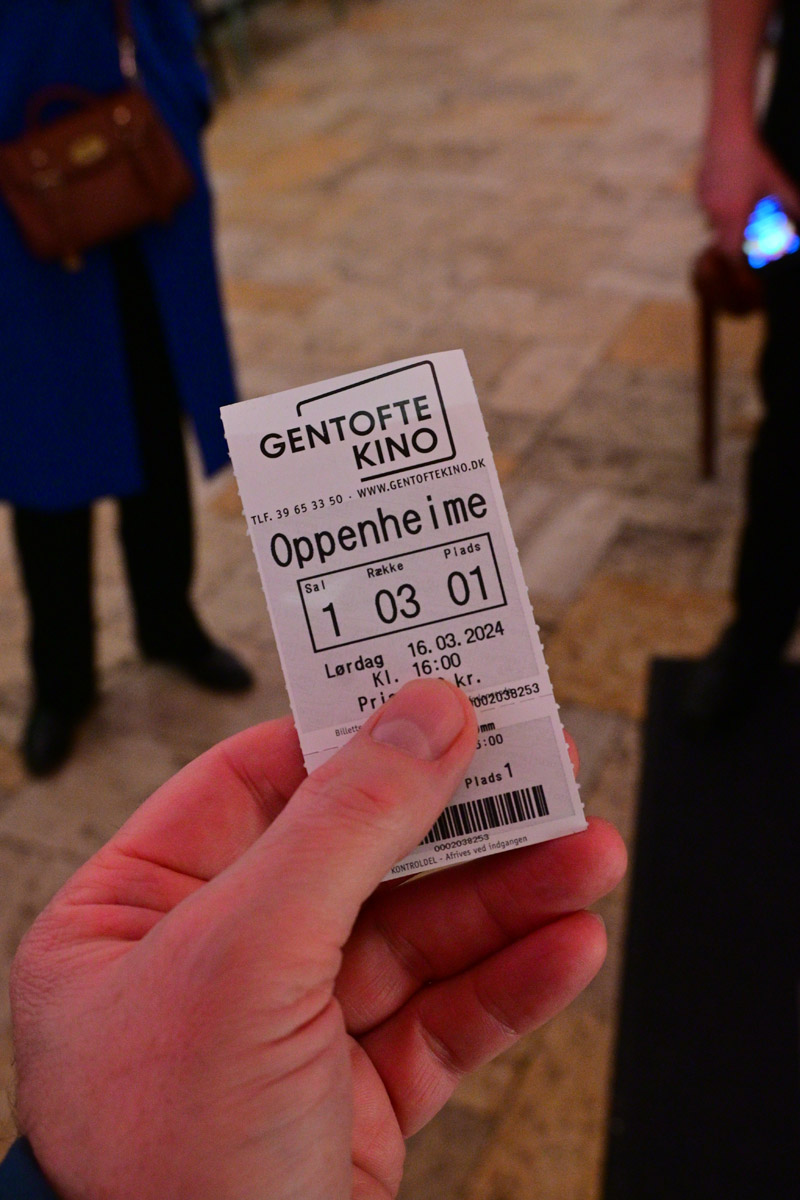 GENTOFTE
KINO
TLF. 39 65 33 50 · WWW.GENTOFTEKINO.DK
Oppenheime
Sal Række Plads
1 03 01
Lørdag 16.03.2024
Kl. 16:00
kr.
0002038253
Plads 1
0002038253
KONTROLDEL - Afrives ved indgangen